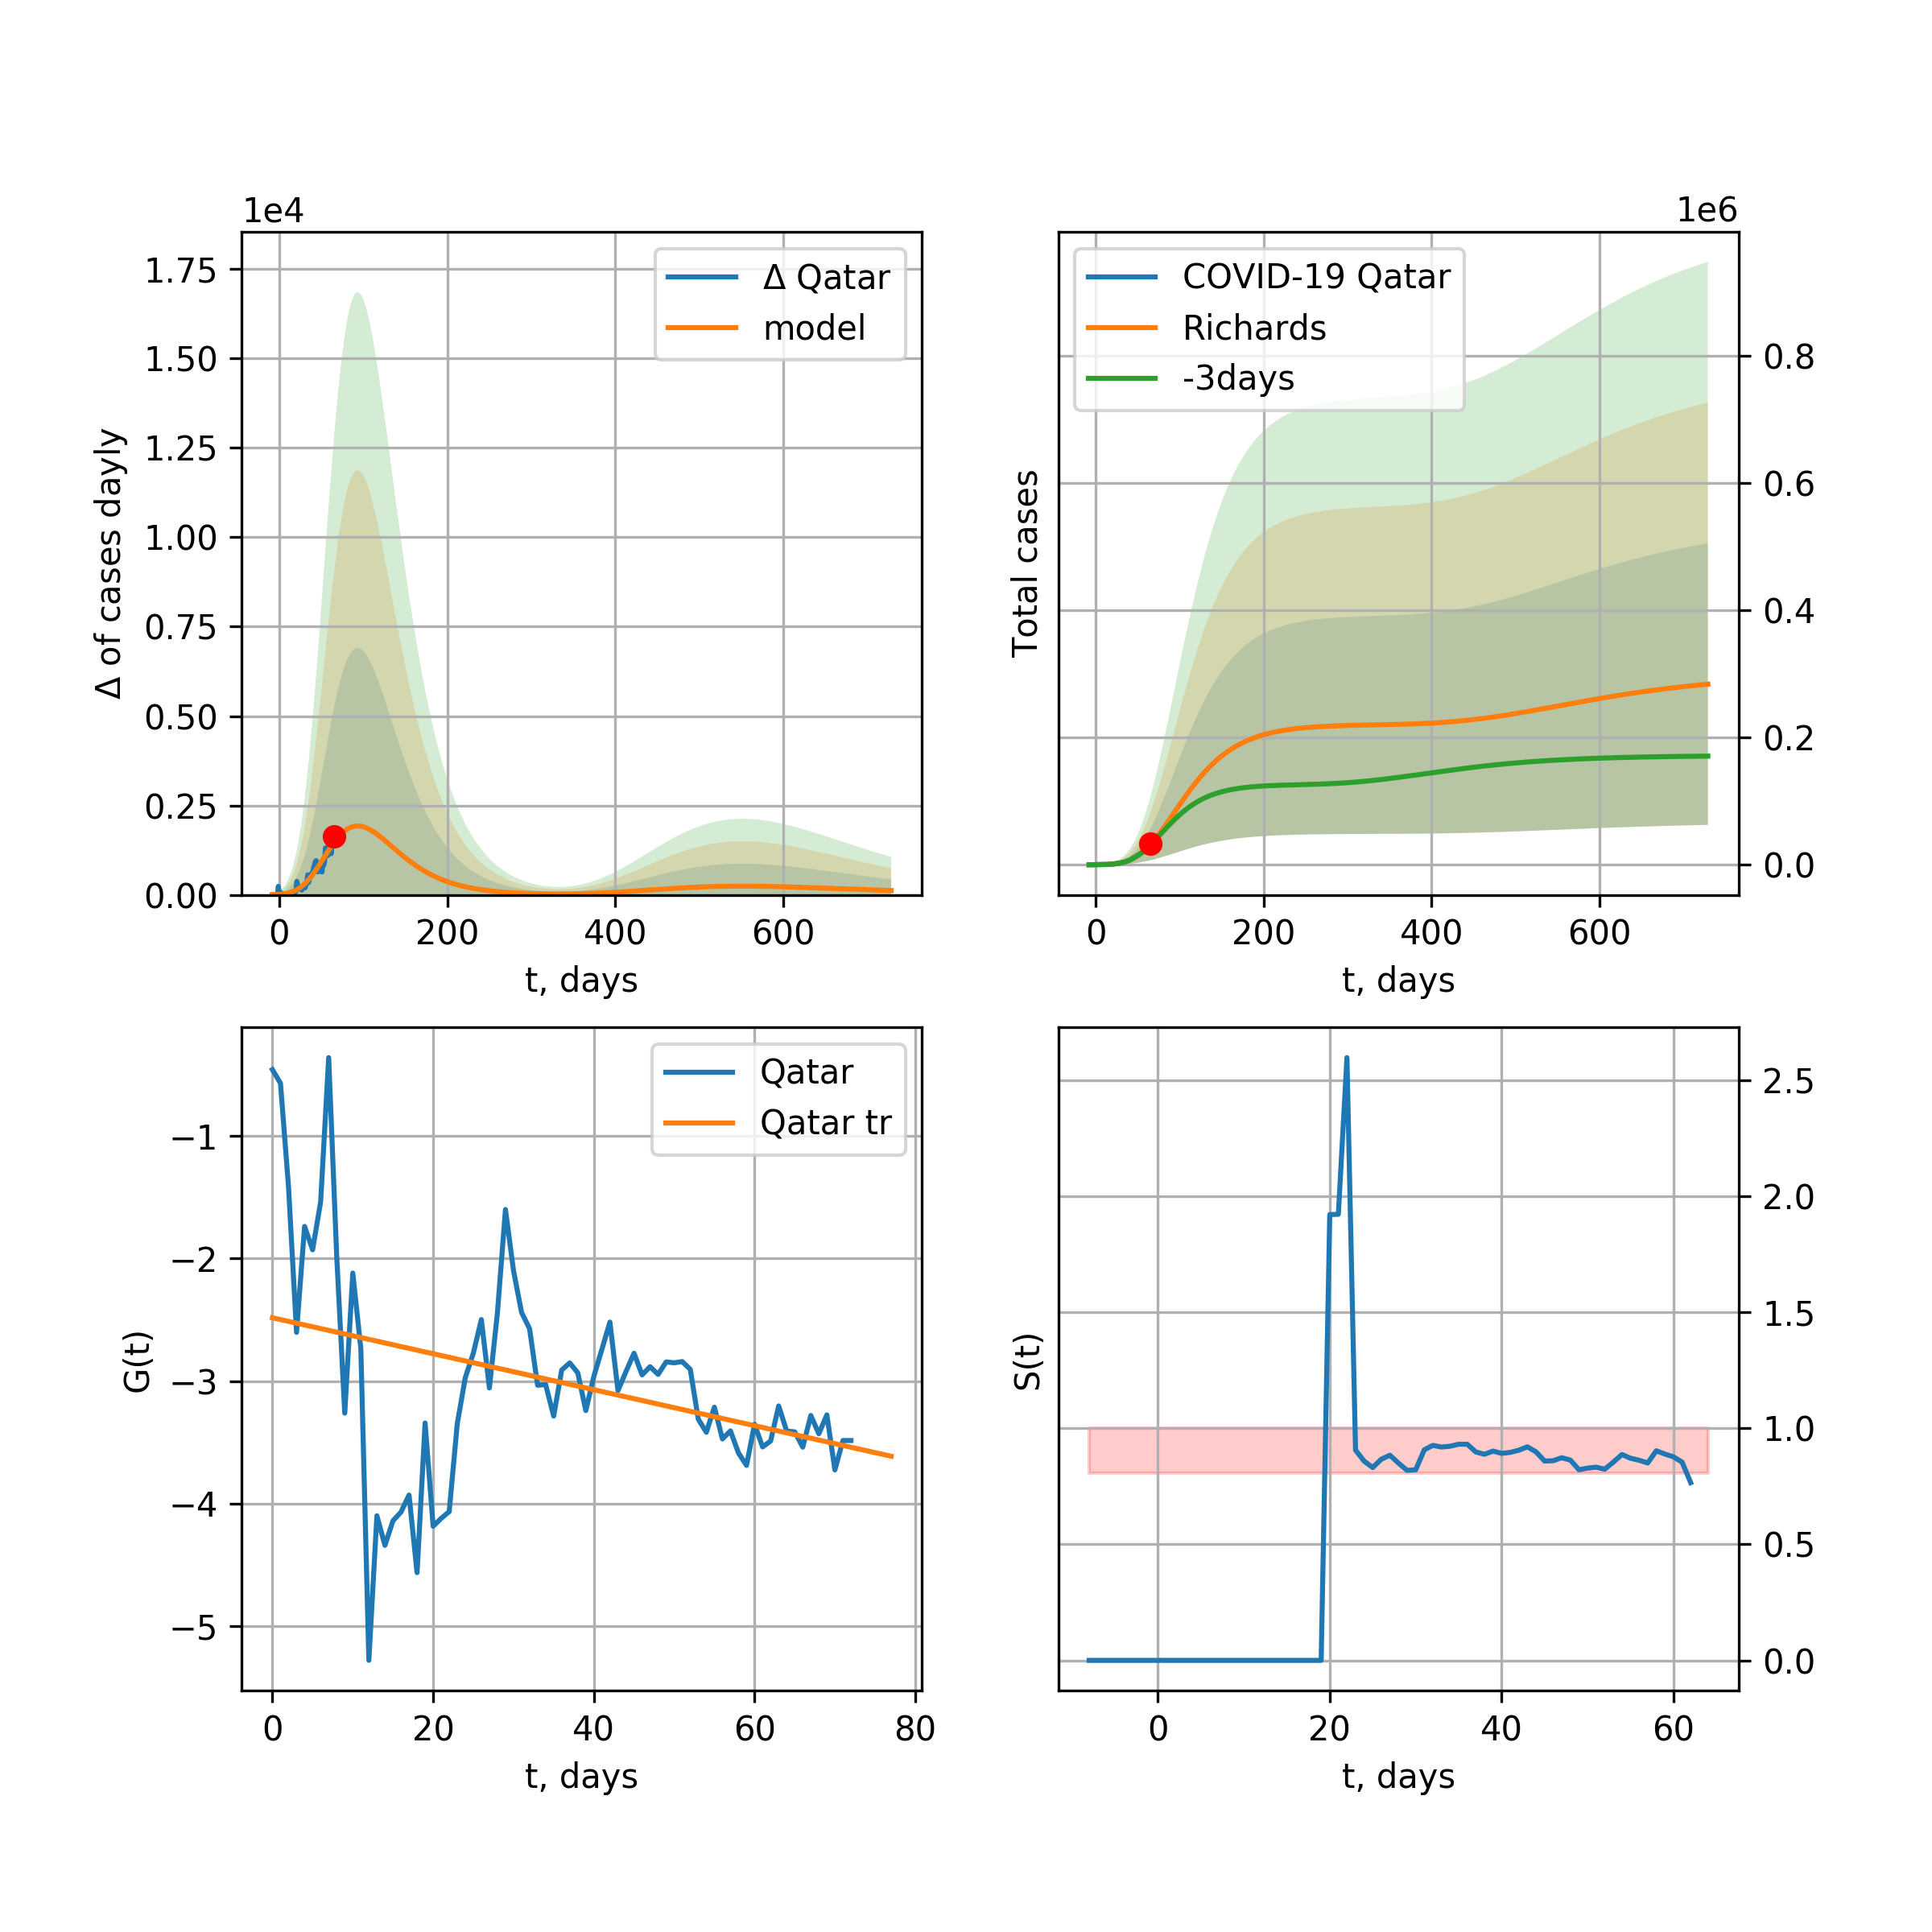 1e4
Δ of cases dayly
1.75
1.50
1.25
1.00
0.75
0.50
0.25
0.00
Δ Qatar
model
0 200 400 600
t, days
1e6
Total cases
COVID-19 Qatar
Richards
-3days
0.8
0.6
0.4
0.2
0.0
0 200 400 600
t, days
G(t)
−1
−2
−3
−4
−5
Qatar
Qatar tr
0 20 40 60 80
t, days
S(t)
2.5
2.0
1.5
1.0
0.5
0.0
0 20 40 60
t, days